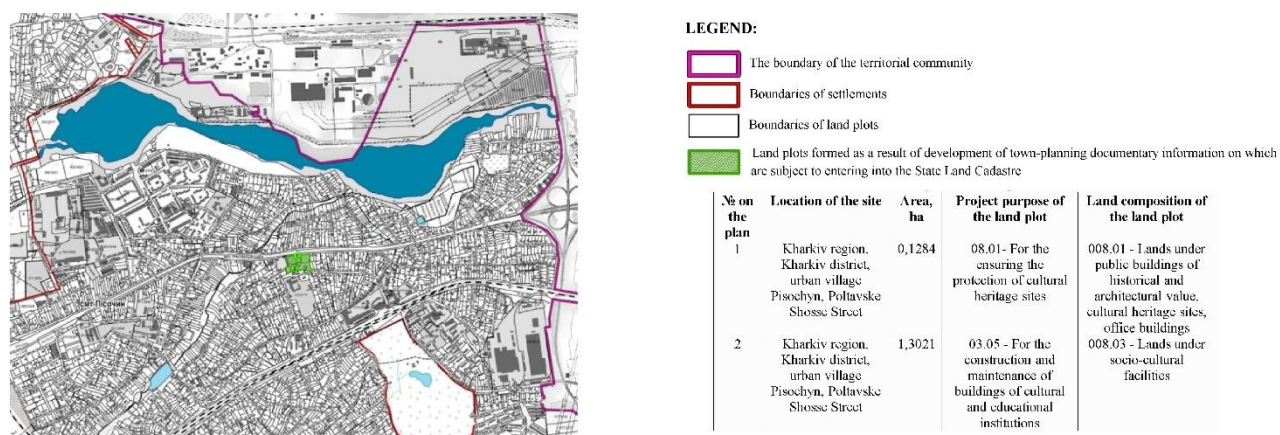 LEGEND:
The boundary of the territorial community
Boundaries of settlements
Boundaries of land plots
Land plots formed as a result of development of town-planning documentary information on which
are subject to entering into the State Land Cadastre
№ on the plan
Location of the site
Area, ha
Project purpose of the land plot
Land composition of the land plot
1
Kharkiv region,
Kharkiv district,
urban village
Pisochyn, Poltavske
Shosse Street
0,1284
08.01- For the
ensuring the
protection of cultural
heritage sites
008.01 - Lands under
public buildings of
historical and
architectural value,
cultural heritage sites,
office buildings
2
Kharkiv region,
Kharkiv district,
urban village
Pisochyn, Poltavske
Shosse Street
1,3021
03.05 - For the
construction and
maintenance of
buildings of cultural
and educational
institutions
008.03 - Lands under
socio-cultural
facilities
смт Пісочин